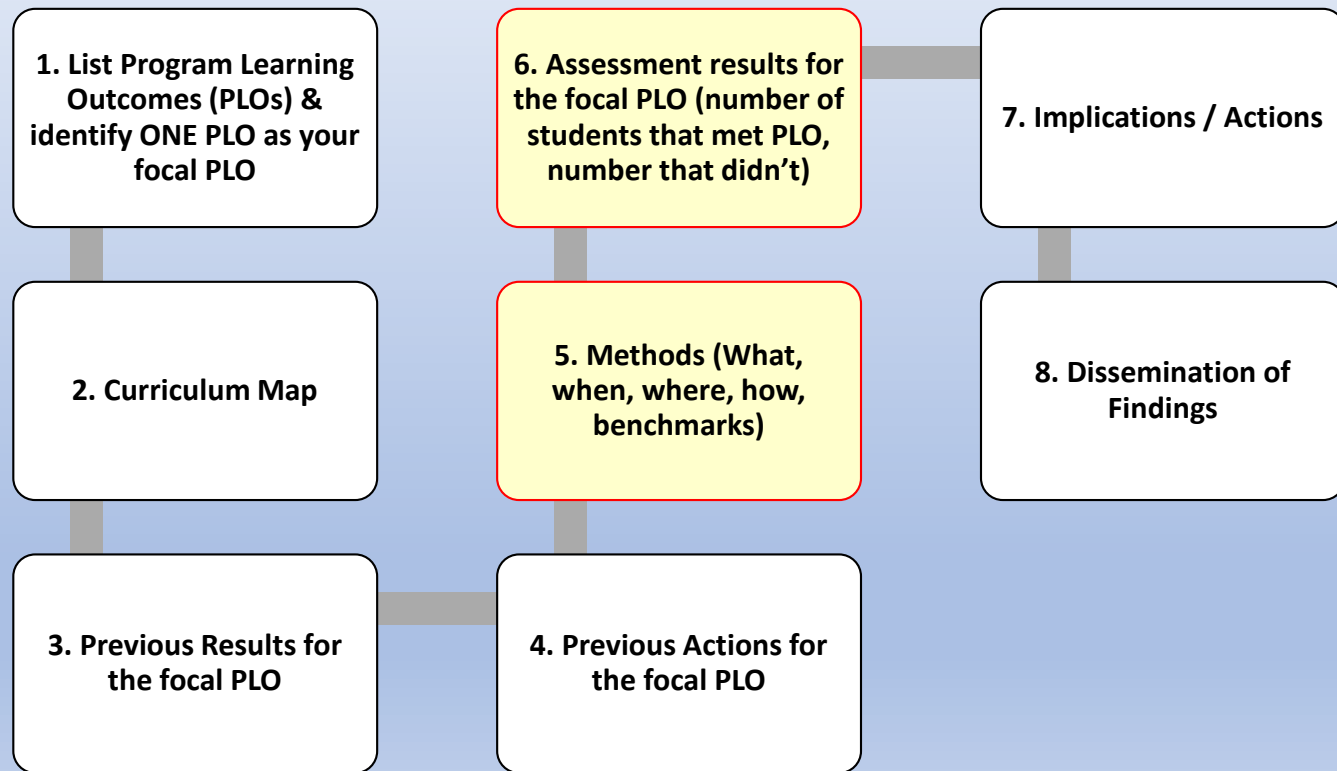 1. List Program Learning
Outcomes (PLOs) &
identify ONE PLO as your
focal PLO
2. Curriculum Map
3. Previous Results for
the focal PLO
4. Previous Actions for
the focal PLO
5. Methods (What,
when, where, how,
benchmarks)
6. Assessment results for
the focal PLO (number of
students that met PLO,
number that didn’t)
7. Implications / Actions
8. Dissemination of
Findings